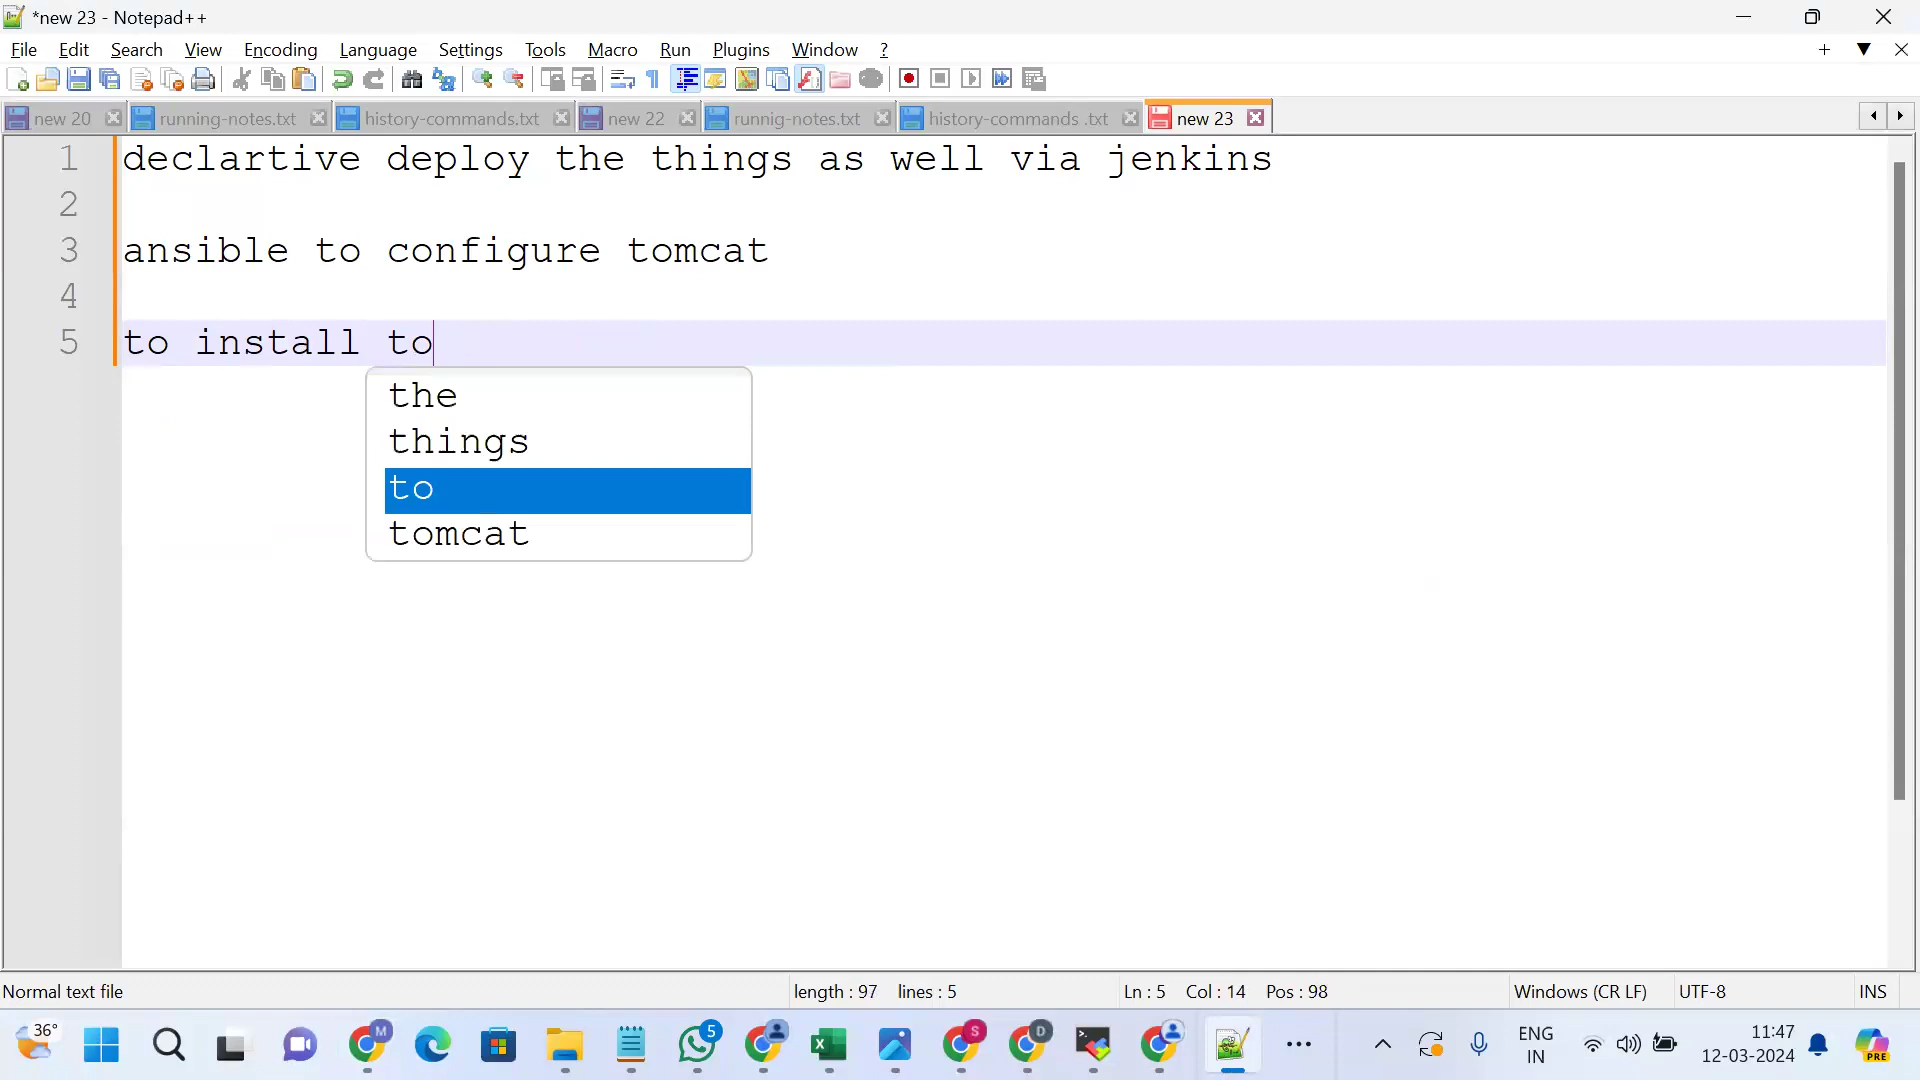 *new 23 - Notepad++
File Edit Search View Encoding Language Settings Tools Macro Run Plugins Window ?
new 20 running-notes.txt history-commands.txt new 22 runnig-notes.txt history-commands .txt new 23
1 declartive deploy the things as well via jenkins
2
3 ansible to configure tomcat
4
5 to install to
the
things
to
tomcat
Normal text file length : 97 lines : 5 Ln : 5 Col : 14 Pos : 98 Windows (CR LF) UTF-8 INS
36° M 5 S D ENG 11:47
IN 12-03-2024 PRE